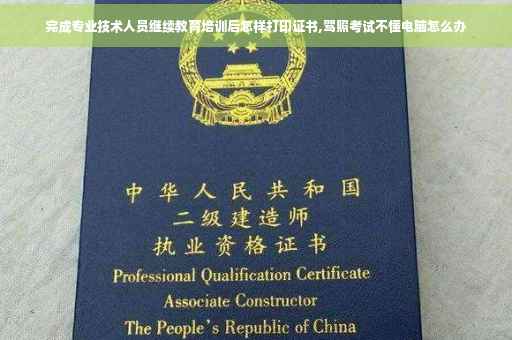 完成专业技术人员继续教育培训后怎样打印证书,驾照考试不懂电脑怎么办
中华人民共和国
二级建造师
执业资格证书
Professional Qualification Certificate
Associate Constructor
The People's Republic of China